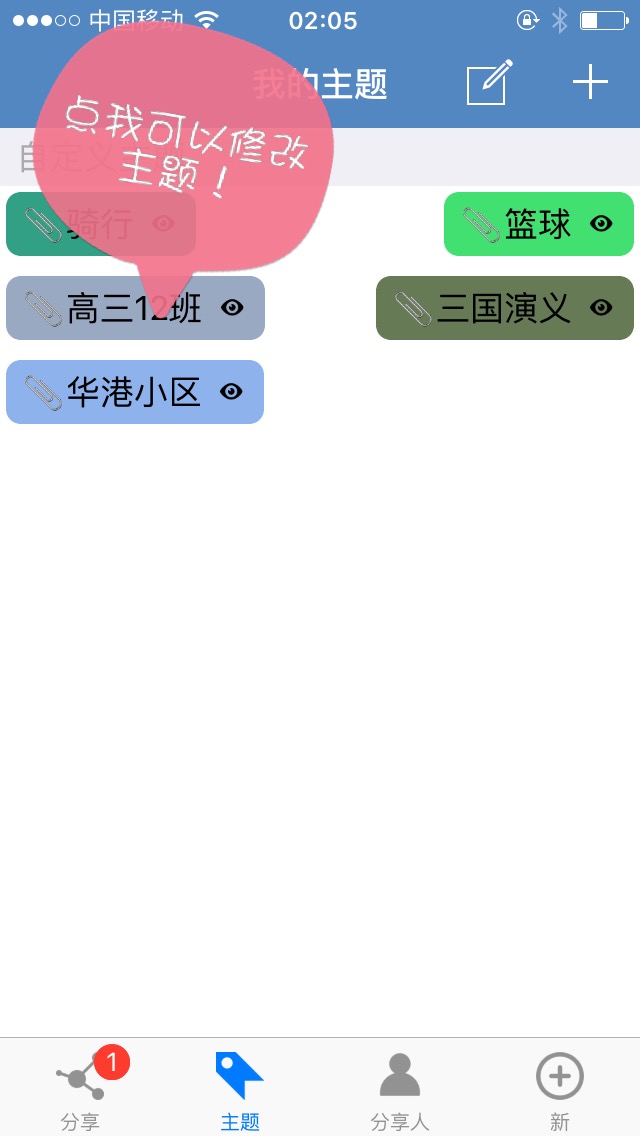 中国移动 02:05
我的主题
点我可以修改
主题！
自定义
骑行
篮球
高三12班
三国演义
华港小区
1
分享
主题
分享人
新